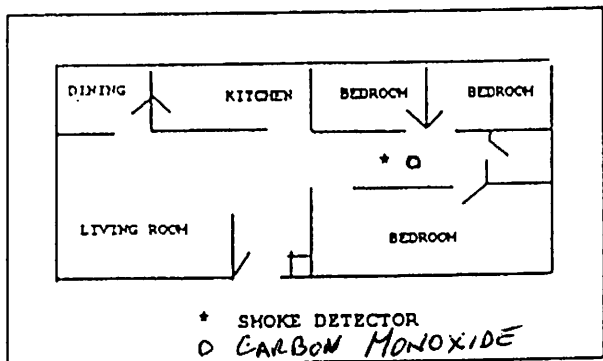 DINING KITCHEN BEDROOM BEDROOM
* O
LIVING ROOM
BEDROOM
* SMOKE DETECTOR
O CARBON MONOXIDE